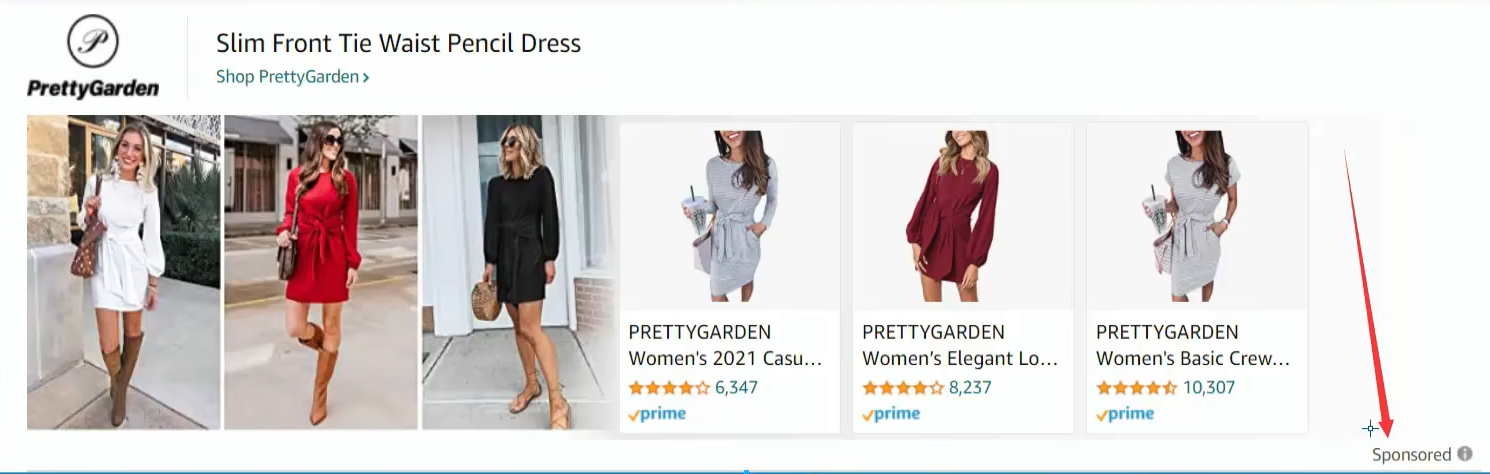 P
PrettyGarden
Slim Front Tie Waist Pencil Dress
Shop PrettyGarden ›
PRETTYGARDEN
Women's 2021 Casu...
6,347
prime
PRETTYGARDEN
Women's Elegant Lo...
8,237
prime
PRETTYGARDEN
Women's Basic Crew...
10,307
prime
Sponsored